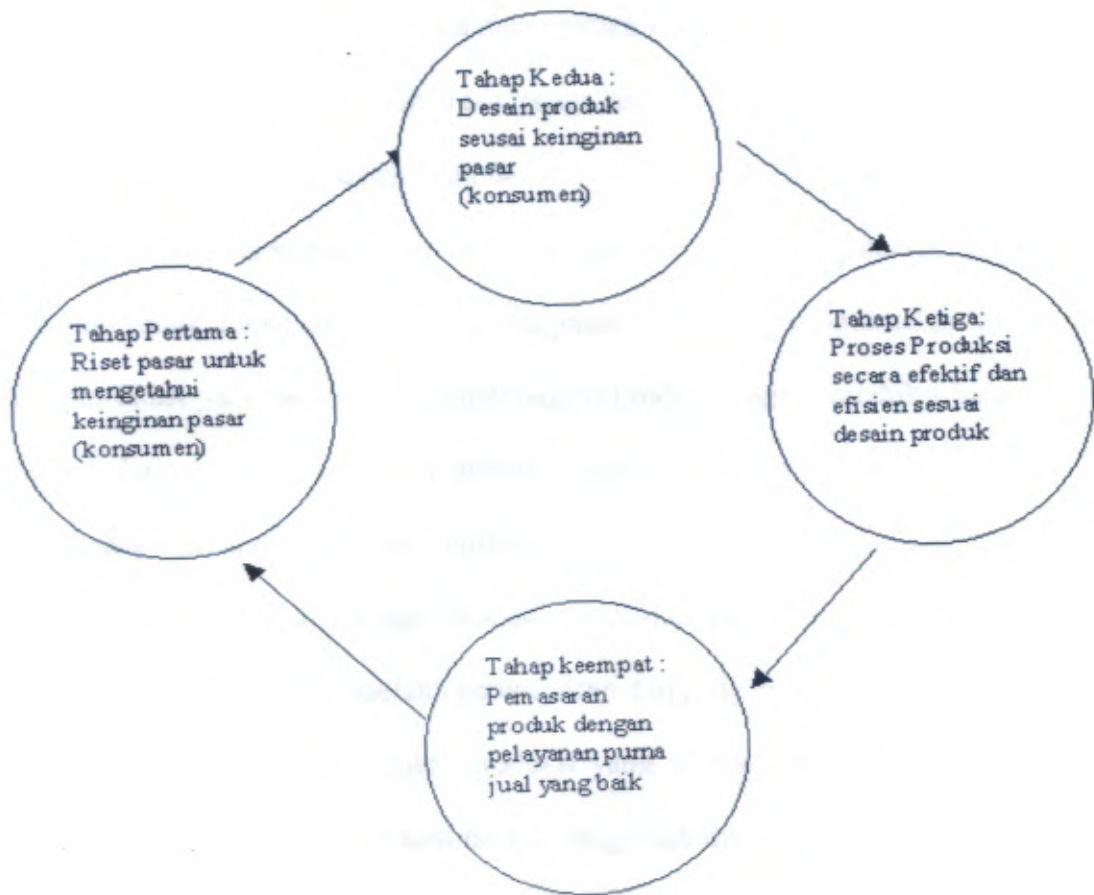 Tahap Kedua :
Desain produk
seusai keinginan
pasar
(konsumen)
Tahap Pertama :
Riset pasar untuk
mengetahui
keinginan pasar
(konsumen)
Tahap Ketiga:
Proses Produksi
secara efektif dan
efisien sesuai
desain produk
Tahap keempat :
Pemasaran
produk dengan
pelayanan purna
jual yang baik